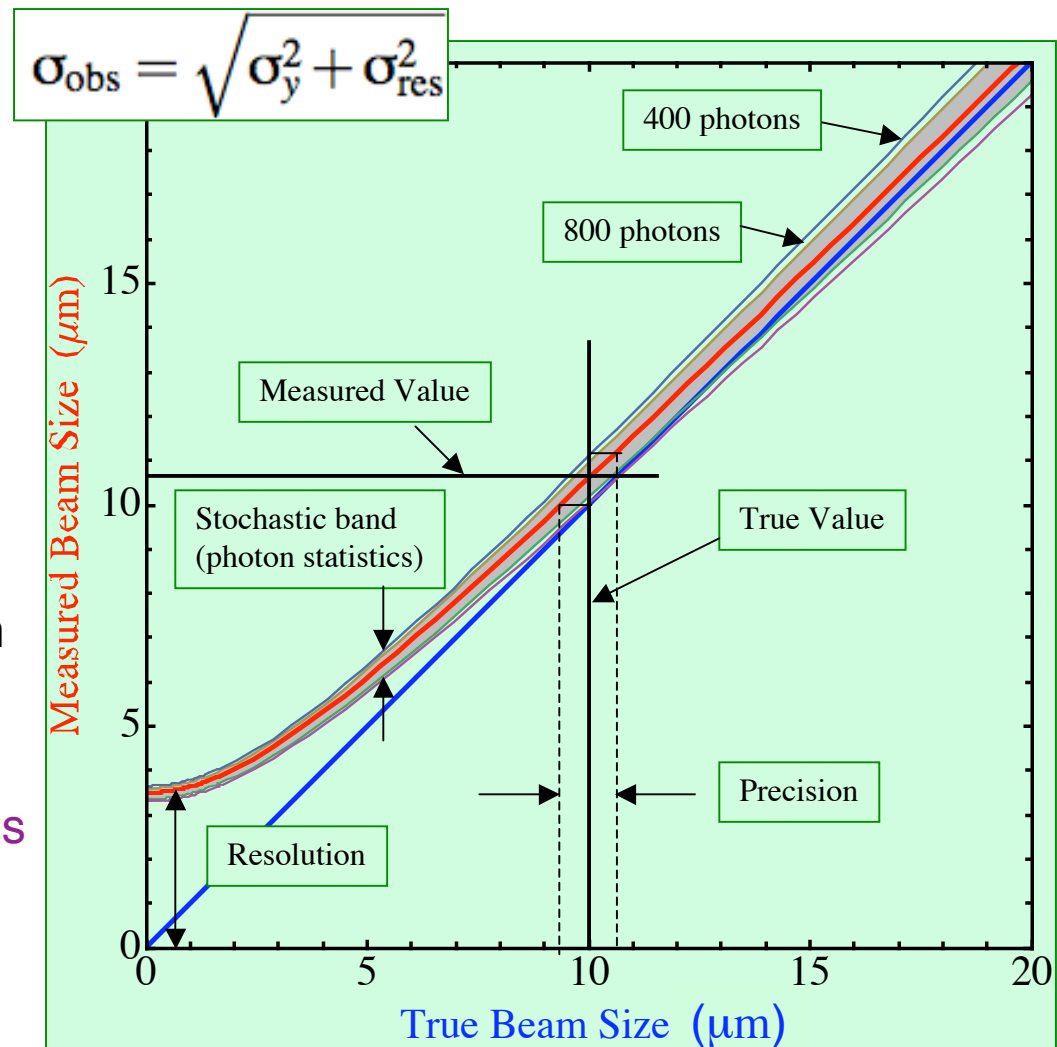 σobs = √σy² + σres²
400 photons
800 photons
15
Measured Value
10
Stochastic band
(photon statistics)
True Value
n
5
Precision
s
Resolution
0
0 5 10 15 20
Measured Beam Size (μm)
True Beam Size (μm)